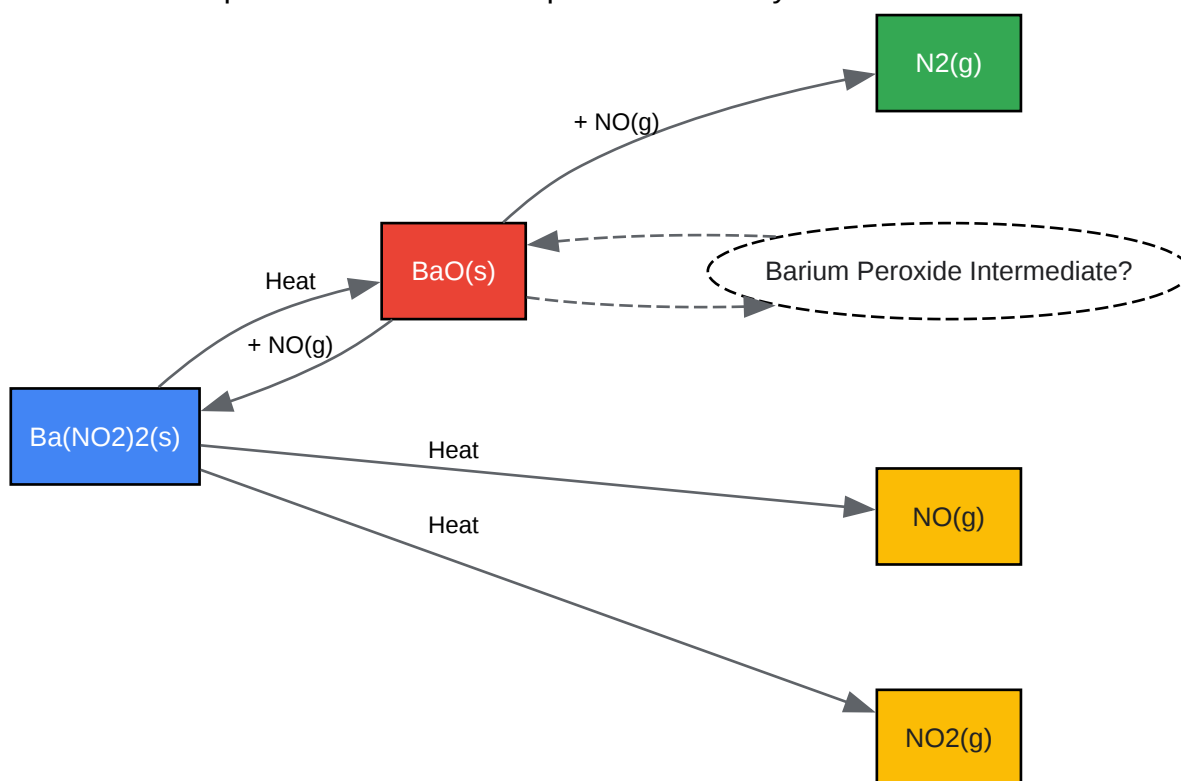 N2(g)
+ NO(g)
BaO(s)
Barium Peroxide Intermediate?
Heat
+ NO(g)
Ba(NO2)2(s)
Heat
NO(g)
Heat
NO2(g)